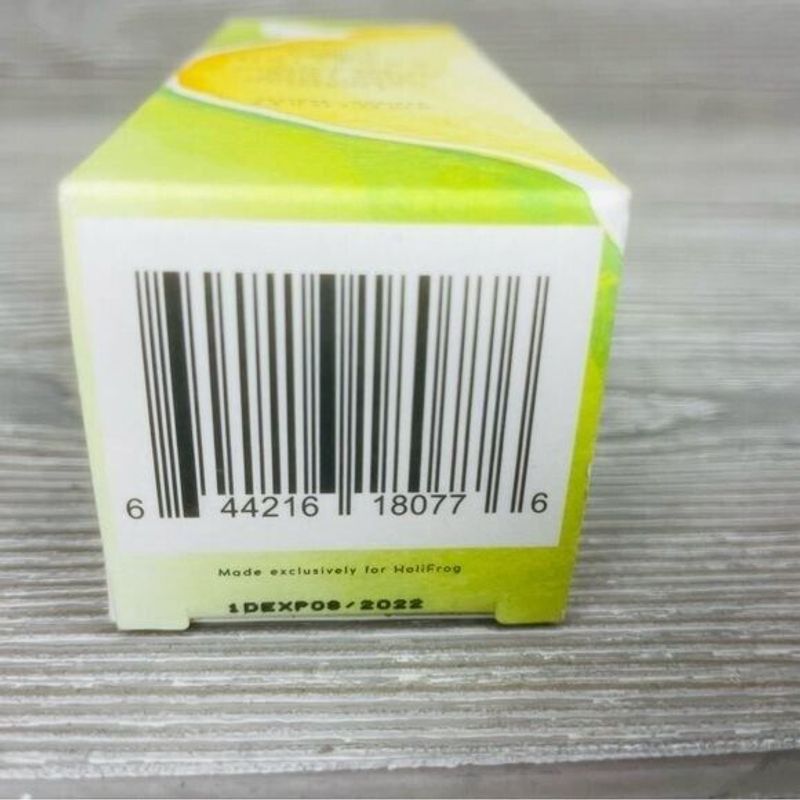 6 44216 18077 6
Made exclusively for HoliFrog
1DEXP08/2022